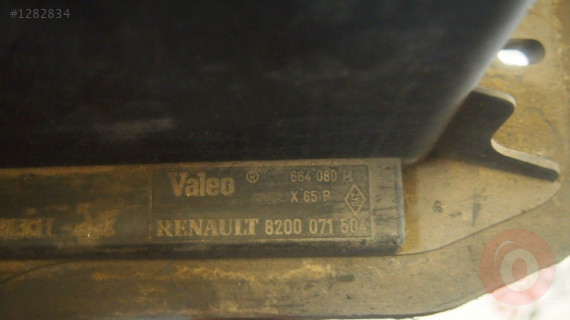 #1282834
Valeo ® 664 080 M
X 65 P
RENAULT 8200 071 504